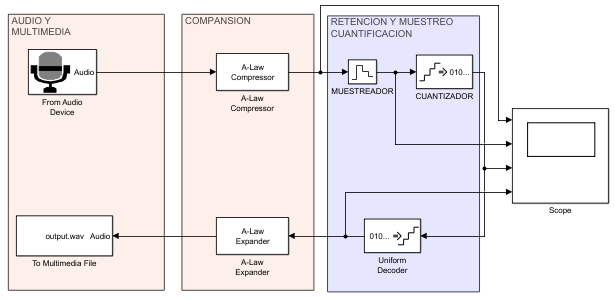 AUDIO Y
MULTIMEDIA
COMPANSION
RETENCION Y MUESTREO
CUANTIFICACION
Audio
From Audio
Device
A-Law
Compressor
A-Law
Compressor
MUESTREADOR
010...
CUANTIZADOR
Scope
output.wav Audio
To Multimedia File
A-Law
Expander
A-Law
Expander
010...
Uniform
Decoder